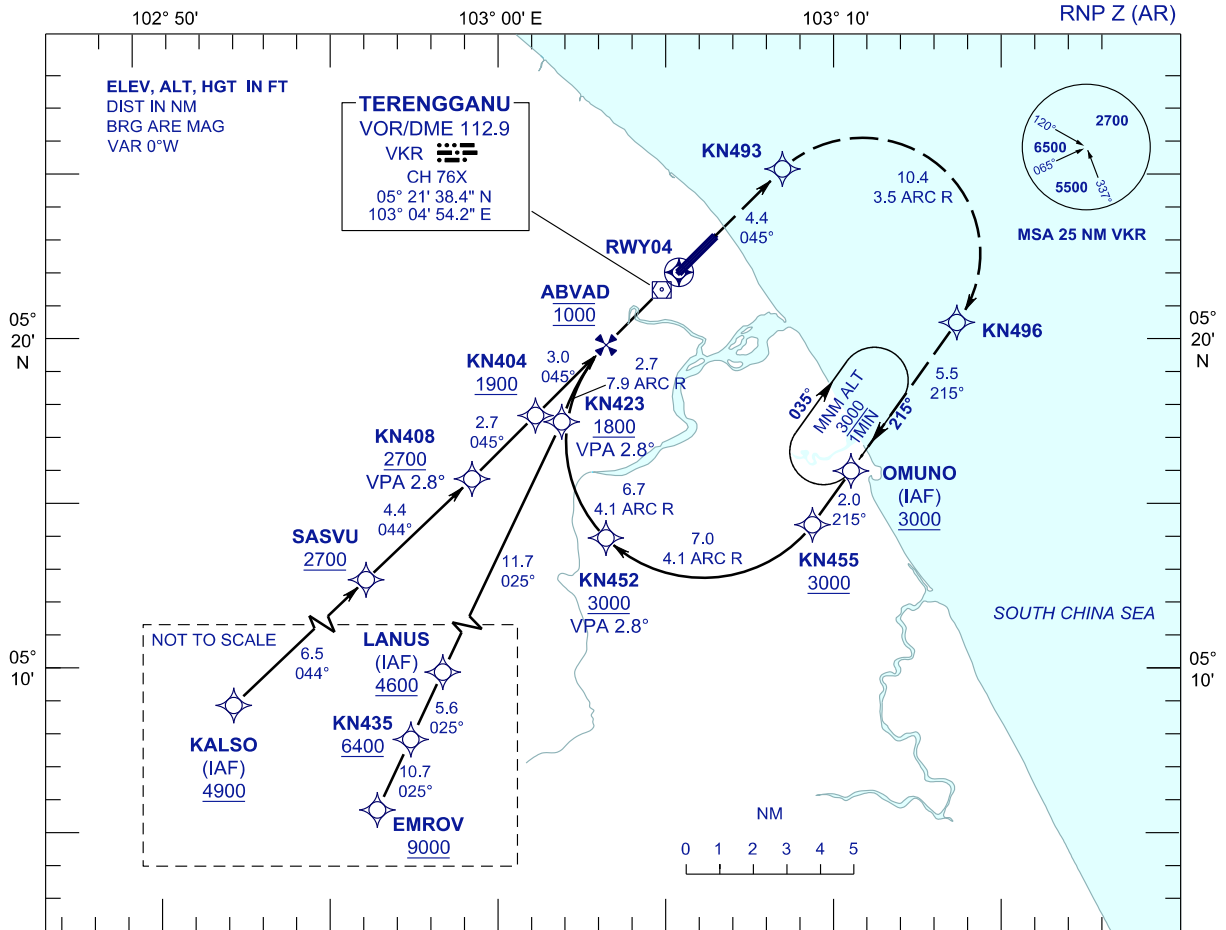 102° 50'
103° 00' E
103° 10'
RNP Z (AR)
ELEV, ALT, HGT IN FT
DIST IN NM
BRG ARE MAG
VAR 0°W
TERENGGANU
VOR/DME 112.9
VKR
CH 76X
05° 21' 38.4" N
103° 04' 54.2" E
120°
2700
6500
065°
5500
337°
MSA 25 NM VKR
KN493
10.4
3.5 ARC R
4.4
045°
RWY04
ABVAD
1000
KN496
05°
20'
N
05°
20'
N
KN404
1900
3.0
045°
2.7
7.9 ARC R
5.5
215°
035°
MNM ALT
3000
1MIN
215°
KN423
1800
VPA 2.8°
KN408
2700
VPA 2.8°
2.7
045°
OMUNO
(IAF)
3000
6.7
4.1 ARC R
2.0
215°
4.4
044°
SASVU
2700
7.0
4.1 ARC R
KN455
3000
11.7
025°
KN452
3000
VPA 2.8°
SOUTH CHINA SEA
NOT TO SCALE
LANUS
(IAF)
4600
6.5
044°
05°
10'
N
05°
10'
N
5.6
025°
KN435
6400
KALSO
(IAF)
4900
10.7
025°
EMROV
9000
NM
0 1 2 3 4 5